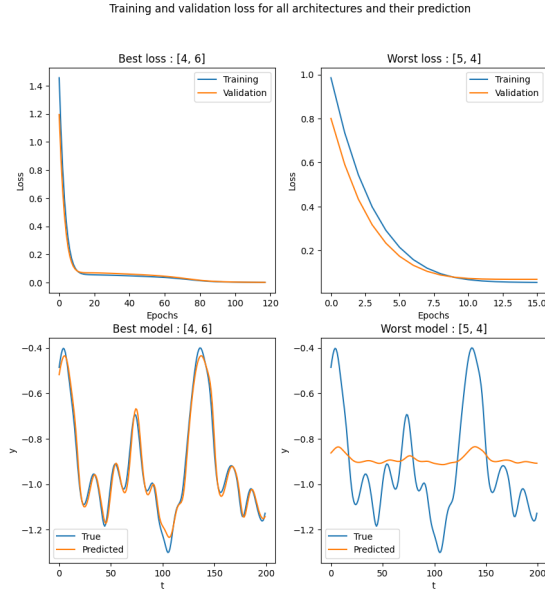 Training and validation loss for all architectures and their prediction
Best loss : [4, 6]
Loss
1.4
1.2
1.0
0.8
0.6
0.4
0.2
0.0
Training
Validation
0 20 40 60 80 100 120
Epochs
Worst loss : [5, 4]
Loss
1.0
0.8
0.6
0.4
0.2
Training
Validation
0.0 2.5 5.0 7.5 10.0 12.5 15.0
Epochs
Best model : [4, 6]
y
−0.4
−0.6
−0.8
−1.0
−1.2
True
Predicted
0 50 100 150 200
t
Worst model : [5, 4]
y
−0.4
−0.6
−0.8
−1.0
−1.2
True
Predicted
0 50 100 150 200
t